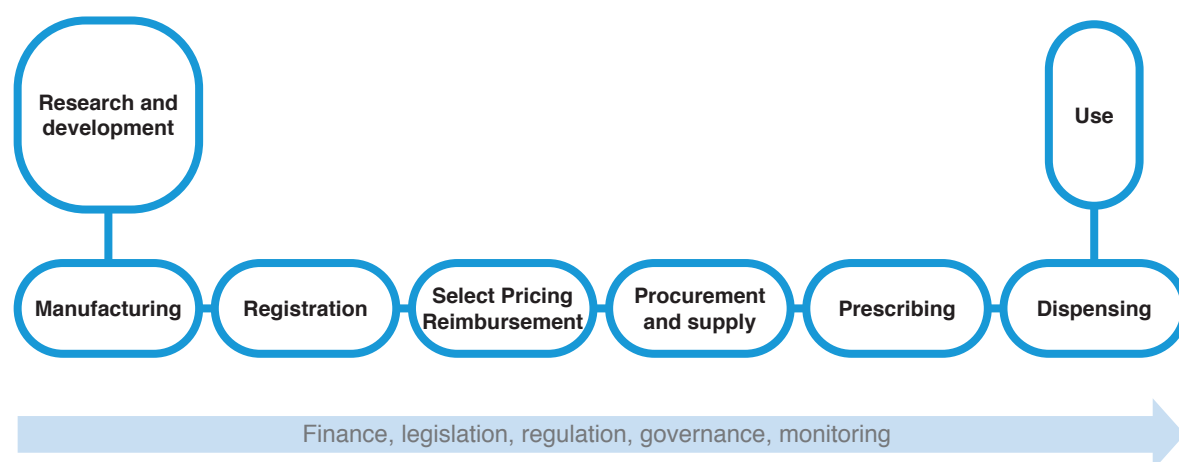 Research and
development
Use
Manufacturing
Registration
Select Pricing
Reimbursement
Procurement
and supply
Prescribing
Dispensing
Finance, legislation, regulation, governance, monitoring